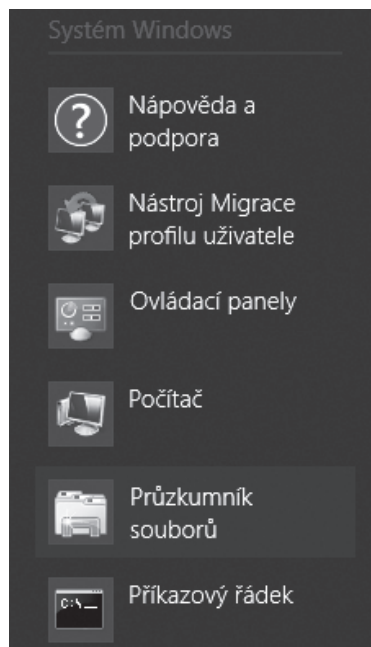 Systém Windows
Nápověda a
podpora
Nástroj Migrace
profilu uživatele
Ovládací panely
Počítač
Průzkumník
souborů
C:\_
Příkazový řádek